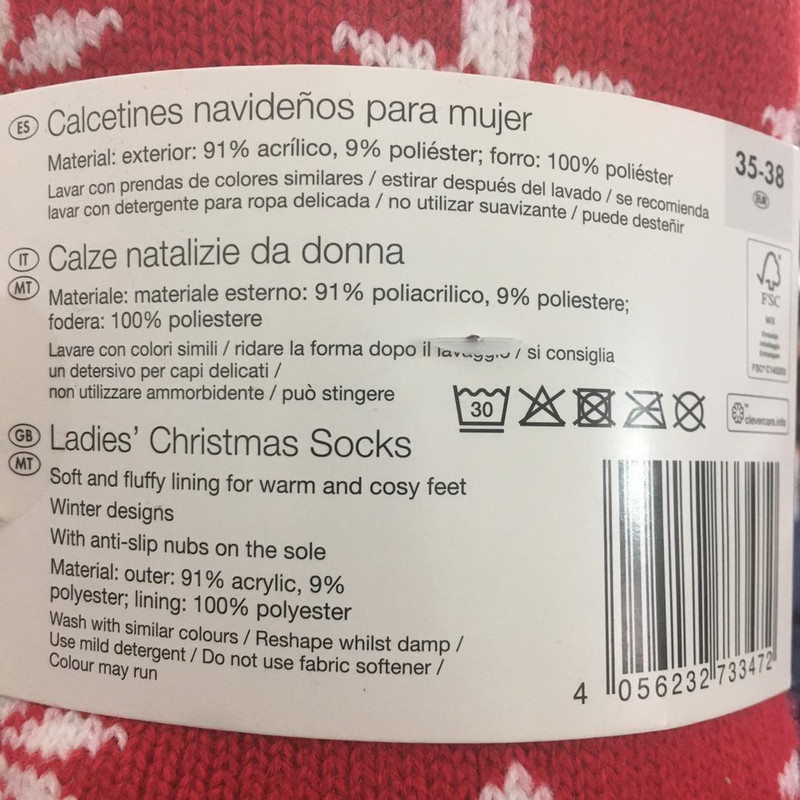 ES Calcetines navideños para mujer
Material: exterior: 91% acrílico, 9% poliéster; forro: 100% poliéster
Lavar con prendas de colores similares / estirar después del lavado / se recomienda
lavar con detergente para ropa delicada / no utilizar suavizante / puede desteñir
35-38
EUR
IT MT Calze natalizie da donna
Materiale: materiale esterno: 91% poliacrilico, 9% poliestere;
fodera: 100% poliestere
Lavare con colori simili / ridare la forma dopo il lavaggio / si consiglia
un detersivo per capi delicati /
non utilizzare ammorbidente / può stingere
FSC
MIX
30
clevercare.info
GB MT Ladies' Christmas Socks
Soft and fluffy lining for warm and cosy feet
Winter designs
With anti-slip nubs on the sole
Material: outer: 91% acrylic, 9%
polyester; lining: 100% polyester
Wash with similar colours / Reshape whilst damp /
Use mild detergent / Do not use fabric softener /
Colour may run
4 056232 733472